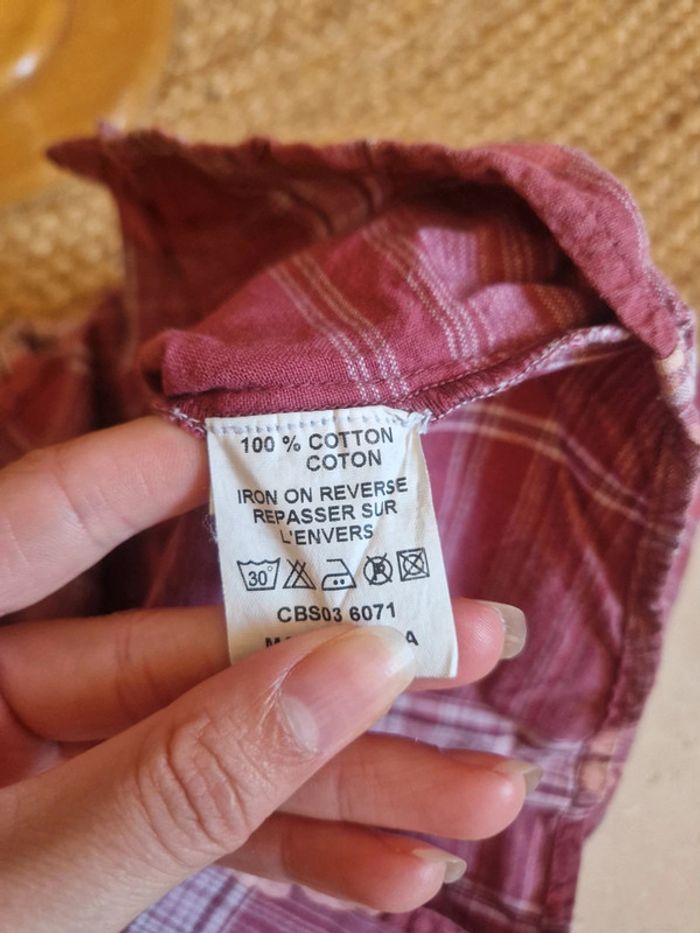 100 % COTTON
COTON
IRON ON REVERSE
REPASSER SUR
L'ENVERS
30°
CBS03 6071